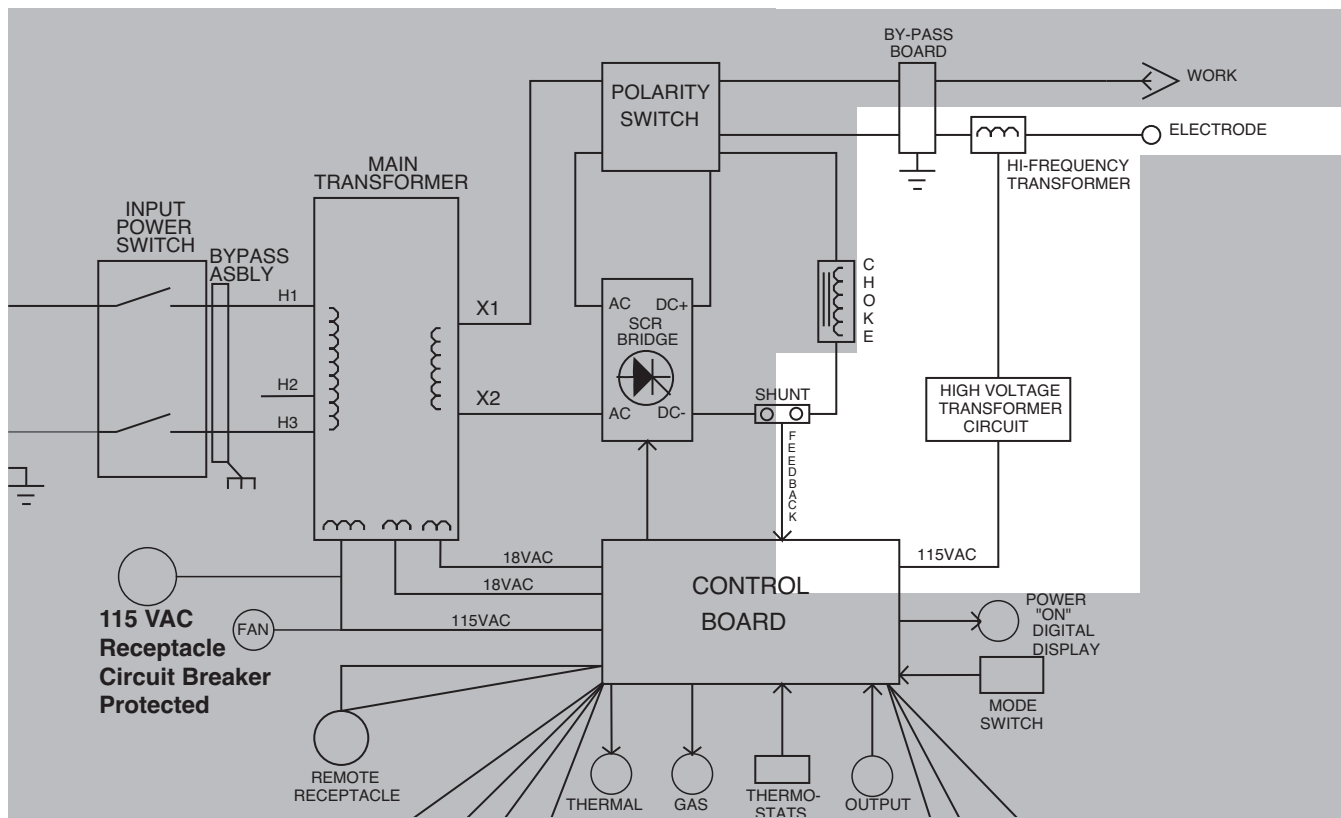 BY-PASS
BOARD
WORK
POLARITY
SWITCH
ELECTRODE
MAIN
TRANSFORMER
HI-FREQUENCY
TRANSFORMER
INPUT
POWER
SWITCH
BYPASS
ASBLY
H1
X1
AC
DC+
SCR
BRIDGE
CHOKE
H2
X2
AC
DC-
SHUNT
HIGH VOLTAGE
TRANSFORMER
CIRCUIT
H3
FEEDBACK
18VAC
18VAC
115VAC
115VAC
CONTROL
BOARD
115 VAC
Receptacle
Circuit Breaker
Protected
FAN
POWER
"ON"
DIGITAL
DISPLAY
MODE
SWITCH
REMOTE
RECEPTACLE
THERMAL
GAS
THERMO-
STATS
OUTPUT